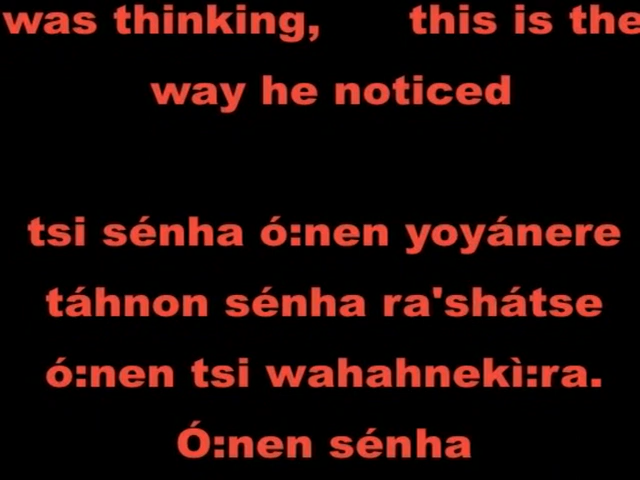 was thinking, this is the
way he noticed
tsi sénha ó:nen yoyánere
táhnon sénha ra'shátse
ó:nen tsi wahahnekì:ra.
Ó:nen sénha